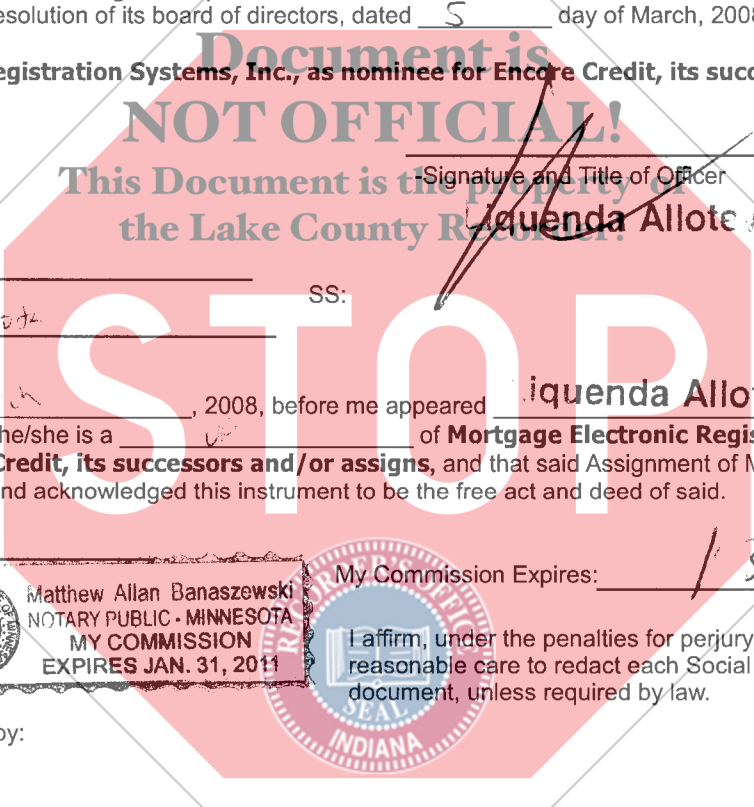 esolution of its board of directors, dated 5 day of March, 2008
Document is
egistration Systems, Inc., as nominee for Encore Credit, its succ
NOT OFFICIAL!
This Document is the property of
-Signature and Title of Officer
the Lake County Recorder!
iquenda Allote
SS:
STOP
, 2008, before me appeared iquenda Allo
he/she is a of Mortgage Electronic Regis
Credit, its successors and/or assigns, and that said Assignment of M
nd acknowledged this instrument to be the free act and deed of said.
Matthew Allan Banaszewski
NOTARY PUBLIC - MINNESOTA
MY COMMISSION
EXPIRES JAN. 31, 2011
My Commission Expires: 1
I affirm, under the penalties for perjury
reasonable care to redact each Social
document, unless required by law.
RECORDER'S OFFICE
SEAL
INDIANA
by: